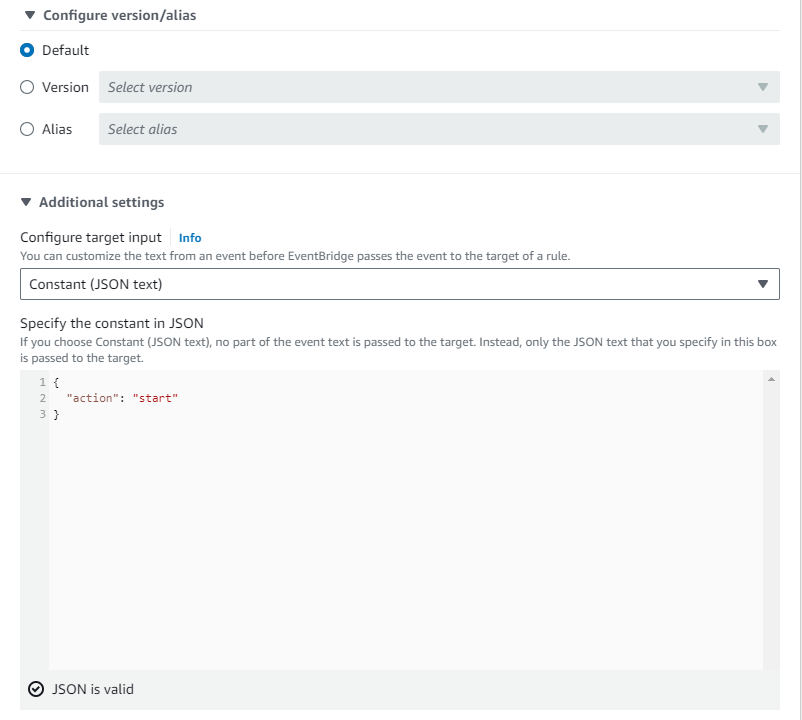 Configure version/alias
Default
Version Select version
Alias Select alias
Additional settings
Configure target input Info
You can customize the text from an event before EventBridge passes the event to the target of a rule.
Constant (JSON text)
Specify the constant in JSON
If you choose Constant (JSON text), no part of the event text is passed to the target. Instead, only the JSON text that you specify in this box
is passed to the target.
1 {
2 "action": "start"
3 }
JSON is valid